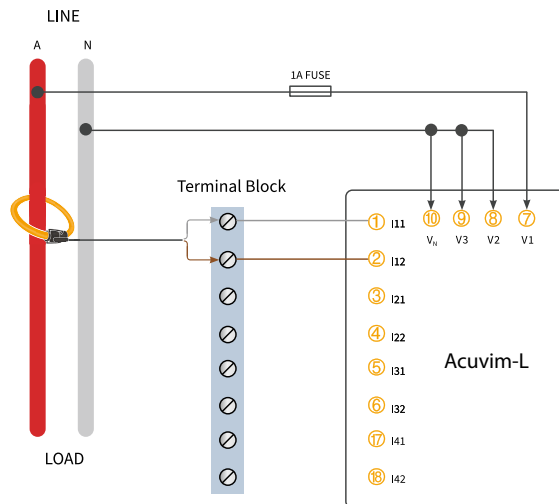 LINE
A N
1A FUSE
Terminal Block
10 9 8 7
VN V3 V2 V1
1 I11
2 I12
3 I21
4 I22
5 I31
6 I32
17 I41
18 I42
Acuvim-L
LOAD